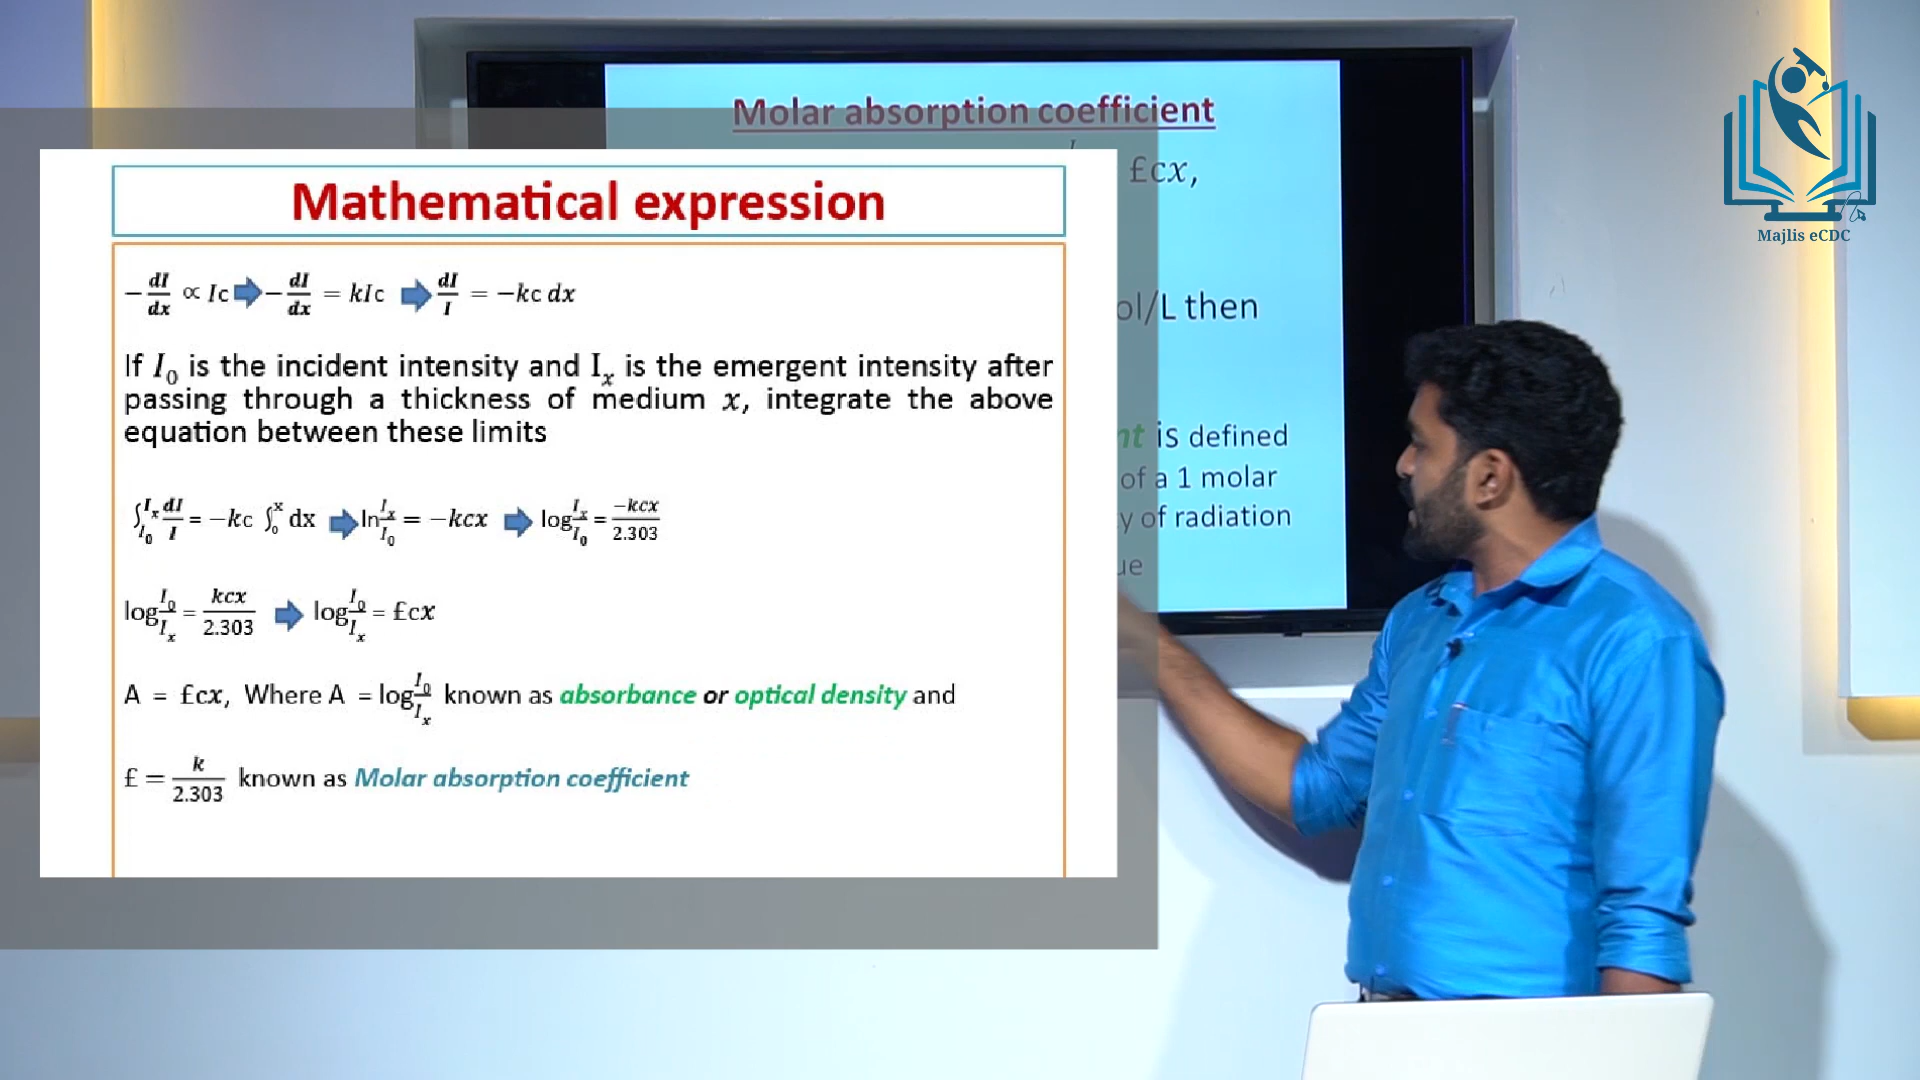 Molar absorption coefficient
£cx,
L then
is defined
of a 1 molar
y of radiation
Majlis eCDC
Mathematical expression
−dI/dx ∝ Ic ➡ −dI/dx = kIc ➡ dI/I = −kc dx
If I₀ is the incident intensity and Iₓ is the emergent intensity after
passing through a thickness of medium x, integrate the above
equation between these limits
∫_{I₀}^{Iₓ} dI/I = −kc ∫₀ˣ dx ➡ ln Iₓ/I₀ = −kcx ➡ log Iₓ/I₀ = −kcx/2.303
log I₀/Iₓ = kcx/2.303 ➡ log I₀/Iₓ = £cx
A = £cx, Where A = log I₀/Iₓ known as absorbance or optical density and
£ = k/2.303 known as Molar absorption coefficient